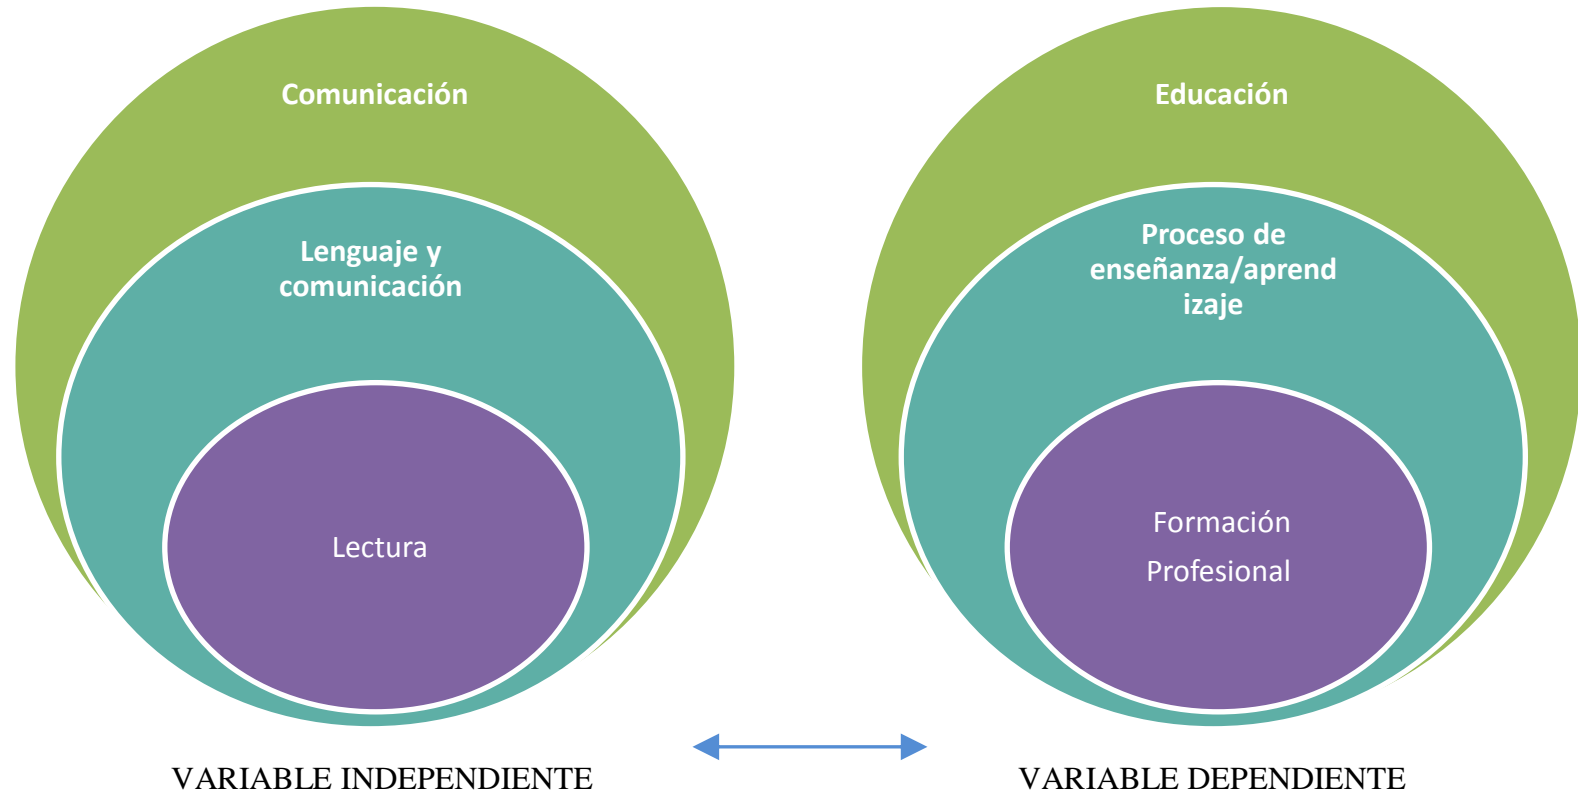 Comunicación
Lenguaje y
comunicación
Lectura
Educación
Proceso de
enseñanza/aprend
izaje
Formación
Profesional
VARIABLE INDEPENDIENTE
VARIABLE DEPENDIENTE